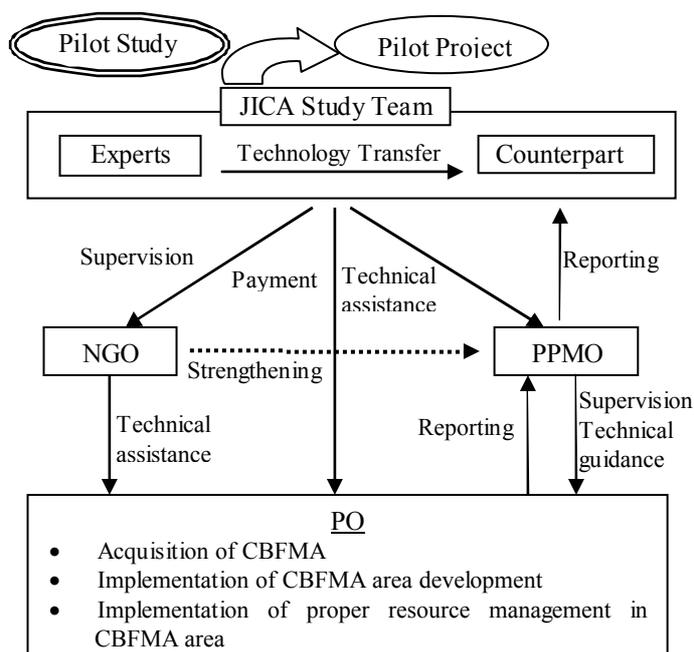 Pilot Study
Pilot Project
JICA Study Team
Experts
Technology Transfer
Counterpart
Supervision
Payment
Technical
assistance
Reporting
NGO
Strengthening
PPMO
Technical
assistance
Reporting
Supervision
Technical
guidance
PO
• Acquisition of CBFMA
• Implementation of CBFMA area development
• Implementation of proper resource management in
CBFMA area